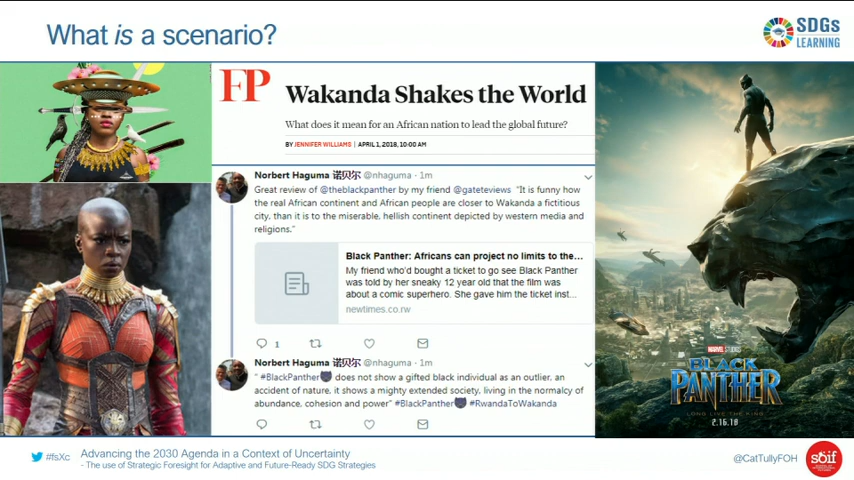 What is a scenario?
SDGs
LEARNING
FP
Wakanda Shakes the World
What does it mean for an African nation to lead the global future?
BY JENNIFER WILLIAMS | APRIL 1, 2018, 10:00 AM
Norbert Haguma 诺贝尔 @nhaguma · 1m
Great review of @theblackpanther by my friend @gateteviews "It is funny how
the real African continent and African people are closer to Wakanda a fictitious
city, than it is to the miserable, hellish continent depicted by western media and
religions."
Black Panther: Africans can project no limits to the...
My friend who'd bought a ticket to go see Black Panther
was told by her sneaky 12 year old that the film was
about a comic superhero. She gave him the ticket inst...
newtimes.co.rw
1
Norbert Haguma 诺贝尔 @nhaguma · 1m
" #BlackPanther does not show a gifted black individual as an outlier, an
accident of nature, it shows a mighty extended society, living in the normalcy of
abundance, cohesion and power" #BlackPanther #RwandaToWakanda
MARVEL STUDIOS
BLACK
PANTHER
LONG LIVE THE KING
2.16.18
#fsXc
Advancing the 2030 Agenda in a Context of Uncertainty
- The use of Strategic Foresight for Adaptive and Future-Ready SDG Strategies
@CatTullyFOH
soif